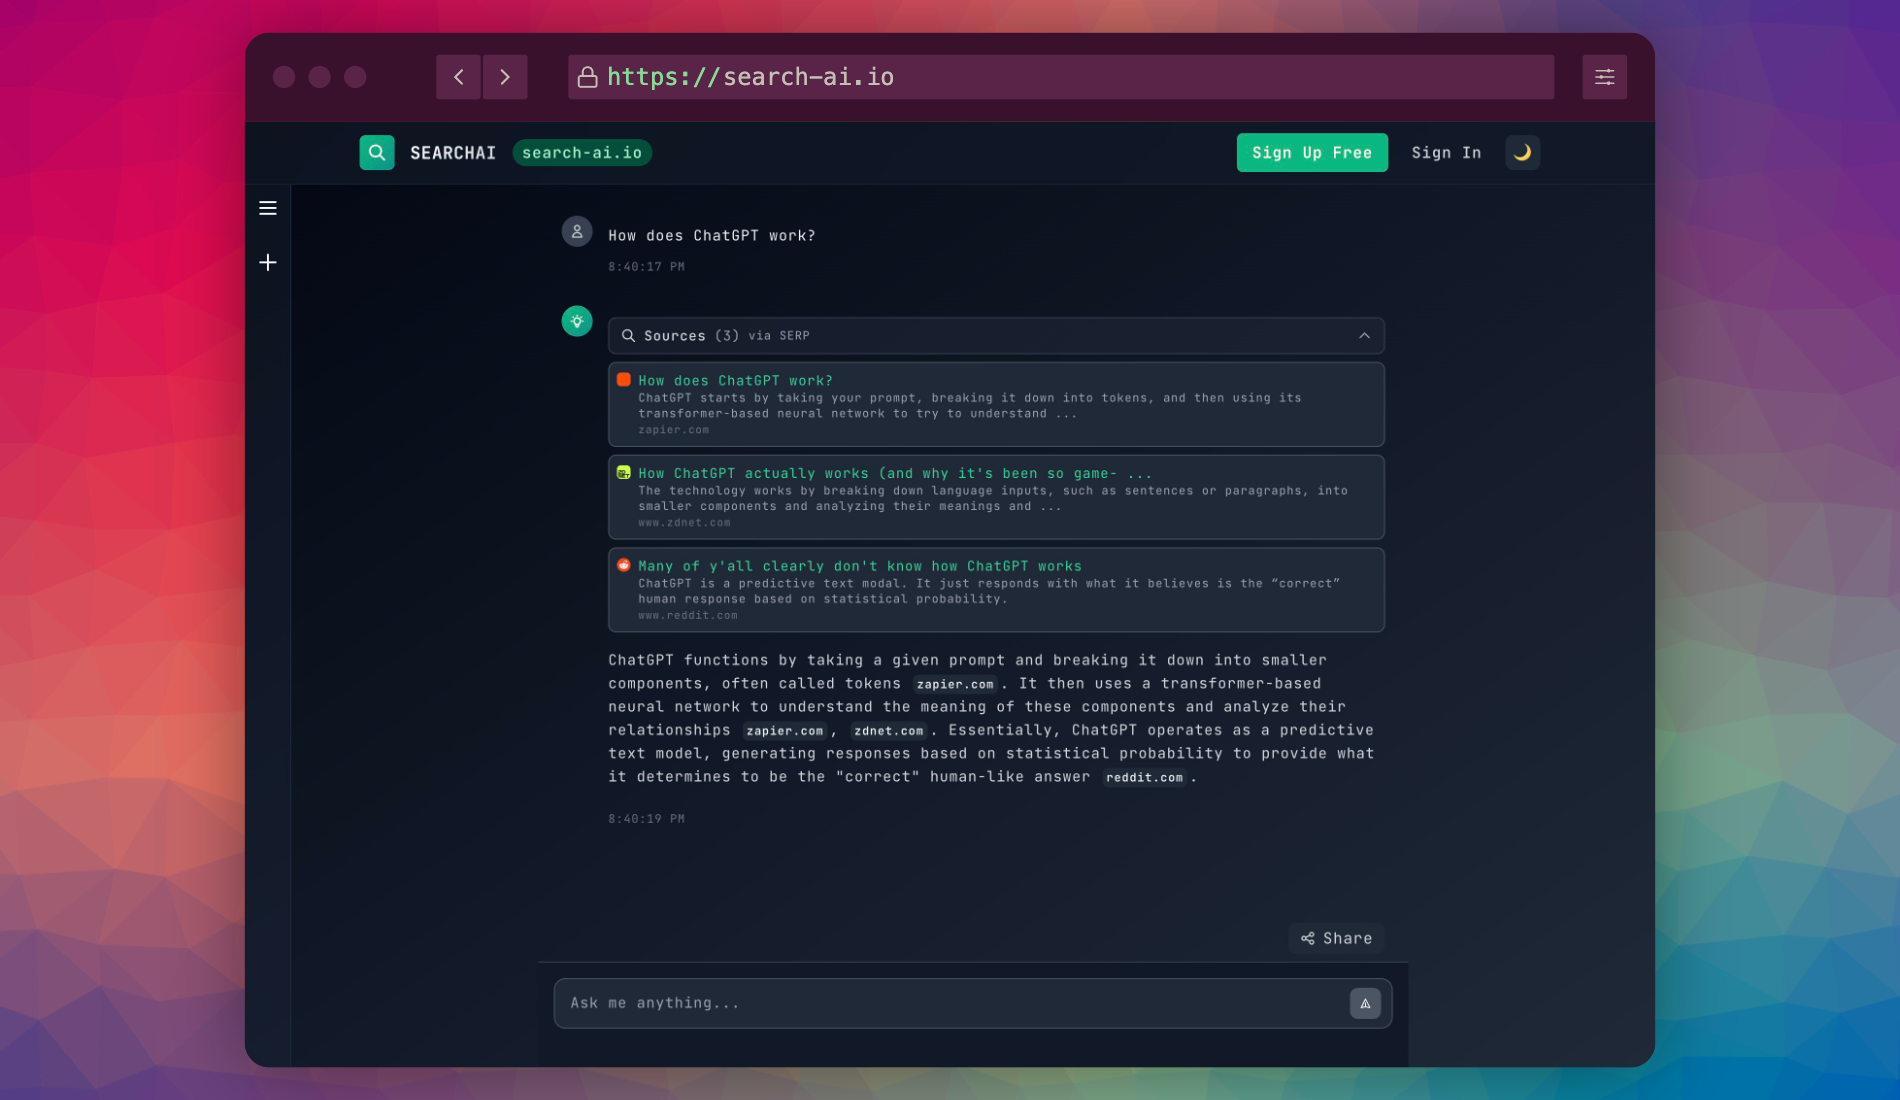 https://search-ai.io
SEARCHAI search-ai.io Sign Up Free Sign In
How does ChatGPT work?
8:40:17 PM
Sources (3) via SERP
How does ChatGPT work?
ChatGPT starts by taking your prompt, breaking it down into tokens, and then using its
transformer-based neural network to try to understand ...
zapier.com
How ChatGPT actually works (and why it's been so game- ...
The technology works by breaking down language inputs, such as sentences or paragraphs, into
smaller components and analyzing their meanings and ...
www.zdnet.com
Many of y'all clearly don't know how ChatGPT works
ChatGPT is a predictive text modal. It just responds with what it believes is the “correct”
human response based on statistical probability.
www.reddit.com
ChatGPT functions by taking a given prompt and breaking it down into smaller
components, often called tokens zapier.com. It then uses a transformer-based
neural network to understand the meaning of these components and analyze their
relationships zapier.com, zdnet.com. Essentially, ChatGPT operates as a predictive
text model, generating responses based on statistical probability to provide what
it determines to be the "correct" human-like answer reddit.com.
8:40:19 PM
Share
Ask me anything...